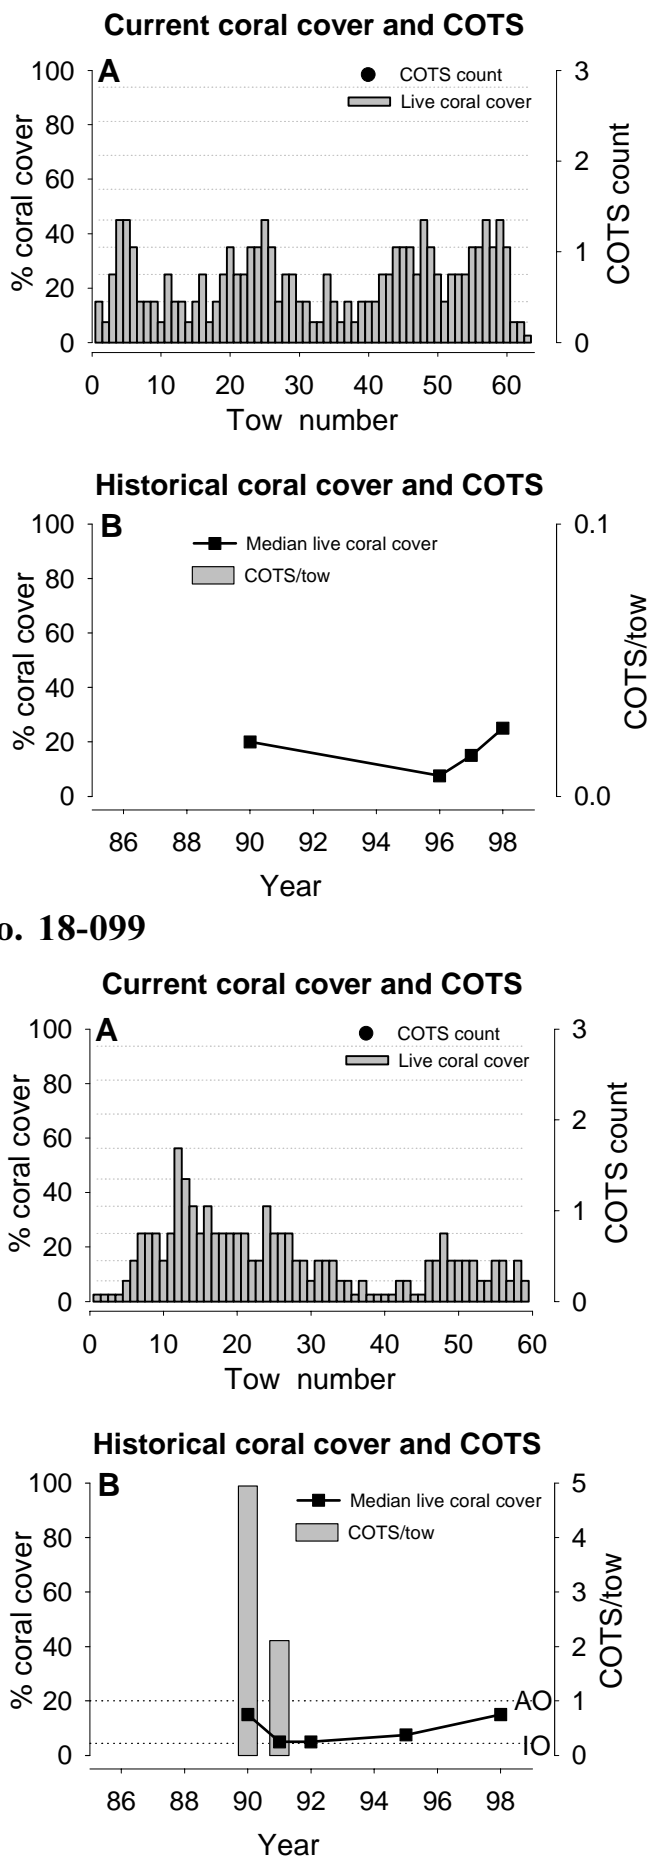 Current coral cover and COTS
A
COTS count
Live coral cover
100
80
60
40
20
0
% coral cover
3
2
1
0
COTS count
0 10 20 30 40 50 60
Tow number
Historical coral cover and COTS
B
Median live coral cover
COTS/tow
100
80
60
40
20
0
% coral cover
0.1
0.0
COTS/tow
86 88 90 92 94 96 98
Year
o. 18-099
Current coral cover and COTS
A
COTS count
Live coral cover
100
80
60
40
20
0
% coral cover
3
2
1
0
COTS count
0 10 20 30 40 50 60
Tow number
Historical coral cover and COTS
B
Median live coral cover
COTS/tow
100
80
60
40
20
0
% coral cover
5
4
3
2
1
0
COTS/tow
AO
IO
86 88 90 92 94 96 98
Year